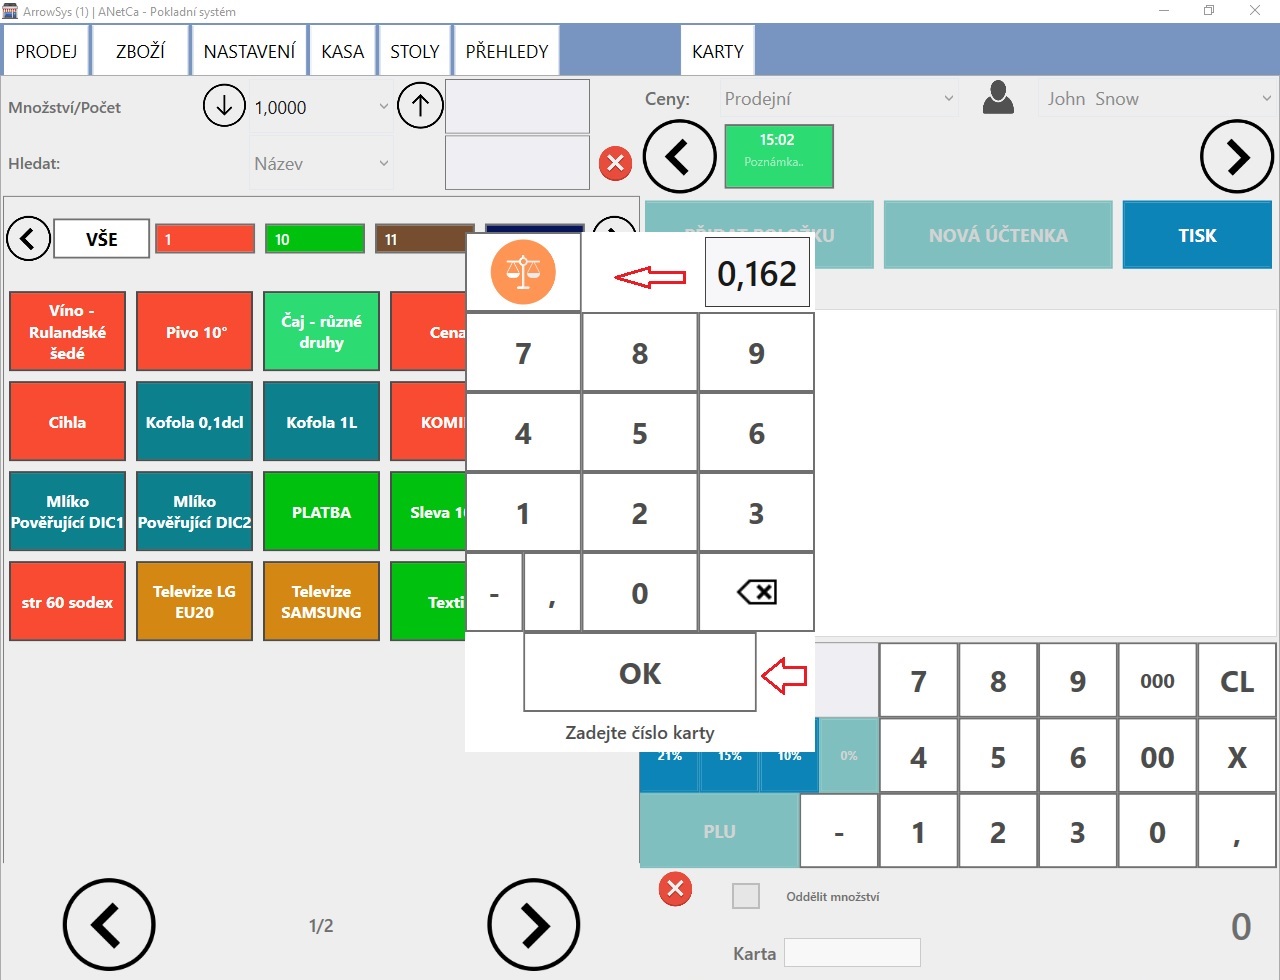 ArrowSys (1) | ANetCa - Pokladní systém
PRODEJ
ZBOŽÍ
NASTAVENÍ
KASA
STOLY
PŘEHLEDY
KARTY
Množství/Počet
1,0000
Ceny:
Prodejní
John Snow
Hledat:
Název
15:02
Poznámka..
VŠE
1
10
11
NOVÁ ÚČTENKA
TISK
0,162
Víno -
Rulandské
šedé
Pivo 10°
Čaj - různé
druhy
Cena
7
8
9
Cihla
Kofola 0,1dcl
Kofola 1L
4
5
6
Mlíko
Pověřující DIC1
Mlíko
Pověřující DIC2
PLATBA
Sleva
1
2
3
-
,
0
str 60 sodex
Televize LG
EU20
Televize
SAMSUNG
OK
Zadejte číslo karty
7
8
9
000
CL
21%
15%
10%
0%
4
5
6
00
X
PLU
-
1
2
3
0
,
1/2
Oddělit množství
0
Karta